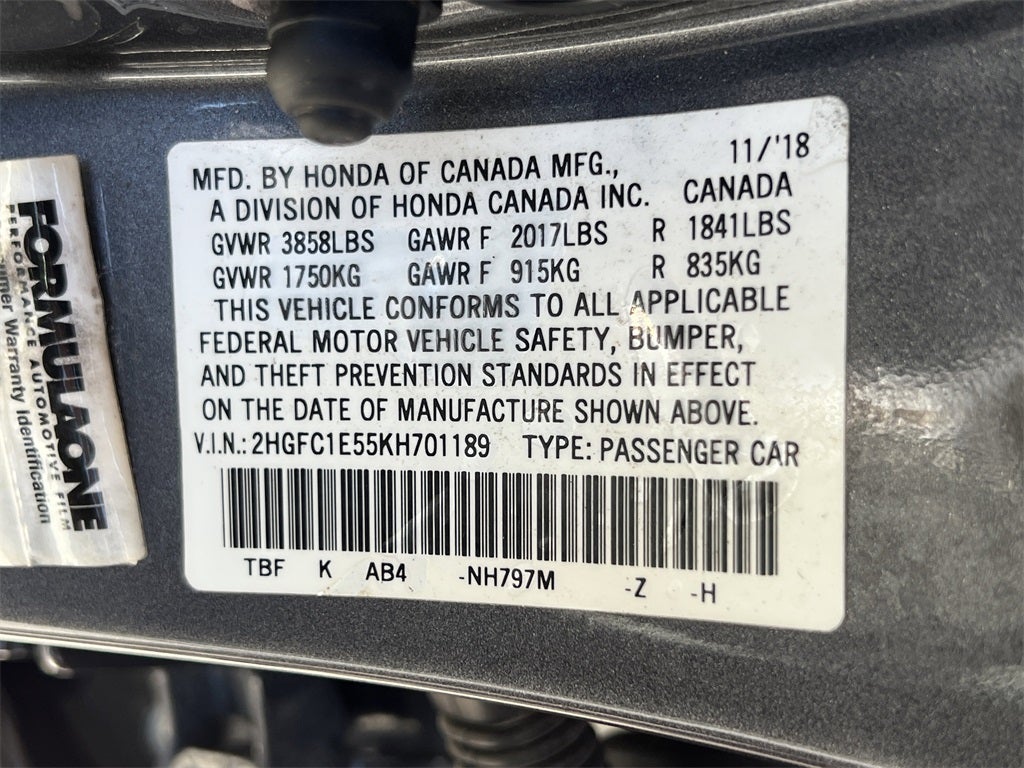 MFD. BY HONDA OF CANADA MFG., 11/'18
A DIVISION OF HONDA CANADA INC. CANADA
GVWR 3858LBS GAWR F 2017LBS R 1841LBS
GVWR 1750KG GAWR F 915KG R 835KG
THIS VEHICLE CONFORMS TO ALL APPLICABLE
FEDERAL MOTOR VEHICLE SAFETY, BUMPER,
AND THEFT PREVENTION STANDARDS IN EFFECT
ON THE DATE OF MANUFACTURE SHOWN ABOVE.
V.I.N.: 2HGFC1E55KH701189 TYPE: PASSENGER CAR
TBF K AB4 -NH797M -Z -H
FORMULAONE
PERFORMANCE AUTOMOTIVE FILM
Warranty Identification